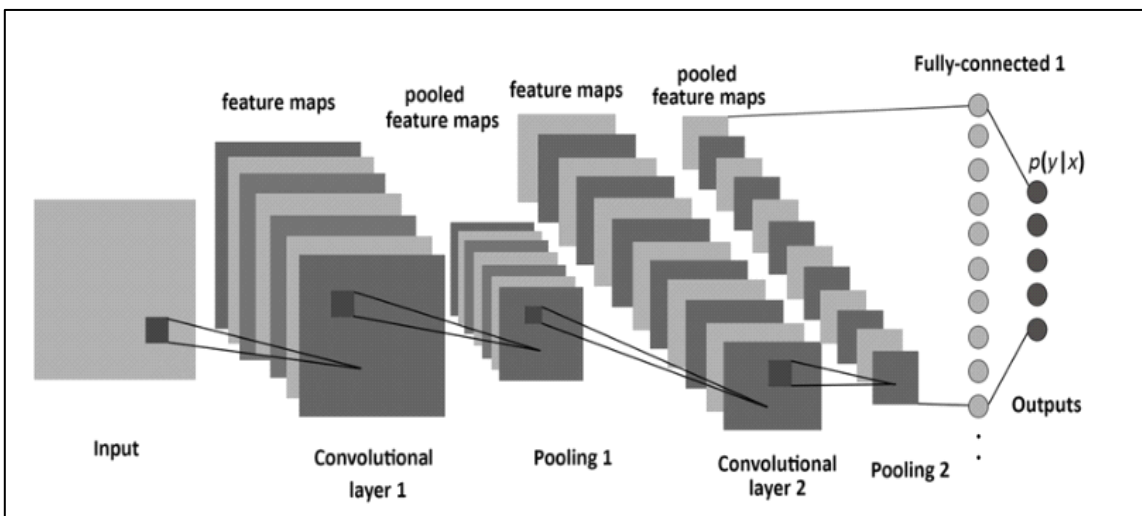 Fully-connected 1
pooled
feature maps
feature maps
pooled
feature maps
feature maps
p(y|x)
Outputs
Input
Convolutional
layer 1
Pooling 1
Convolutional
layer 2
Pooling 2